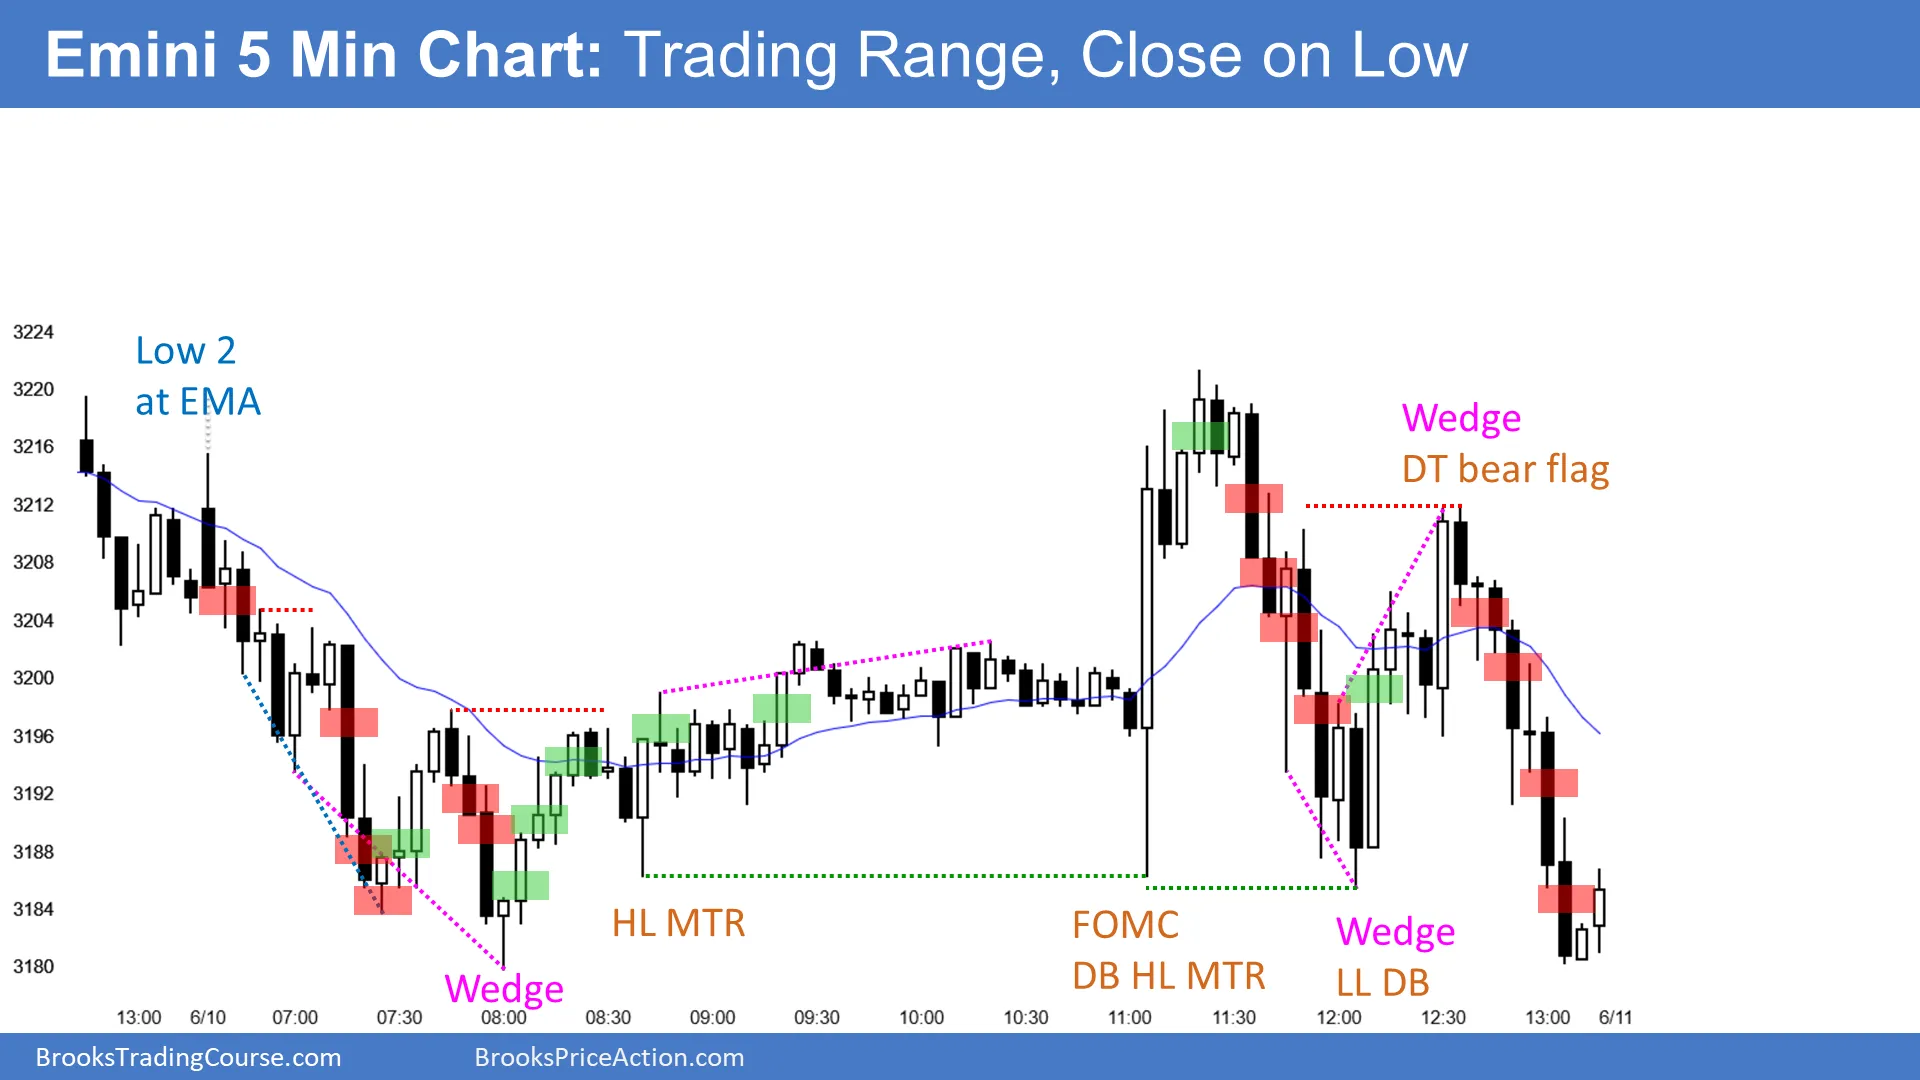 Emini 5 Min Chart: Trading Range, Close on Low
3224
3220
3216
3212
3208
3204
3200
3196
3192
3188
3184
3180
Low 2
at EMA
Wedge
HL MTR
FOMC
DB HL MTR
Wedge
LL DB
Wedge
DT bear flag
13:00 6/10 07:00 07:30 08:00 08:30 09:00 09:30 10:00 10:30 11:00 11:30 12:00 12:30 13:00 6/11
BrooksTradingCourse.com BrooksPriceAction.com